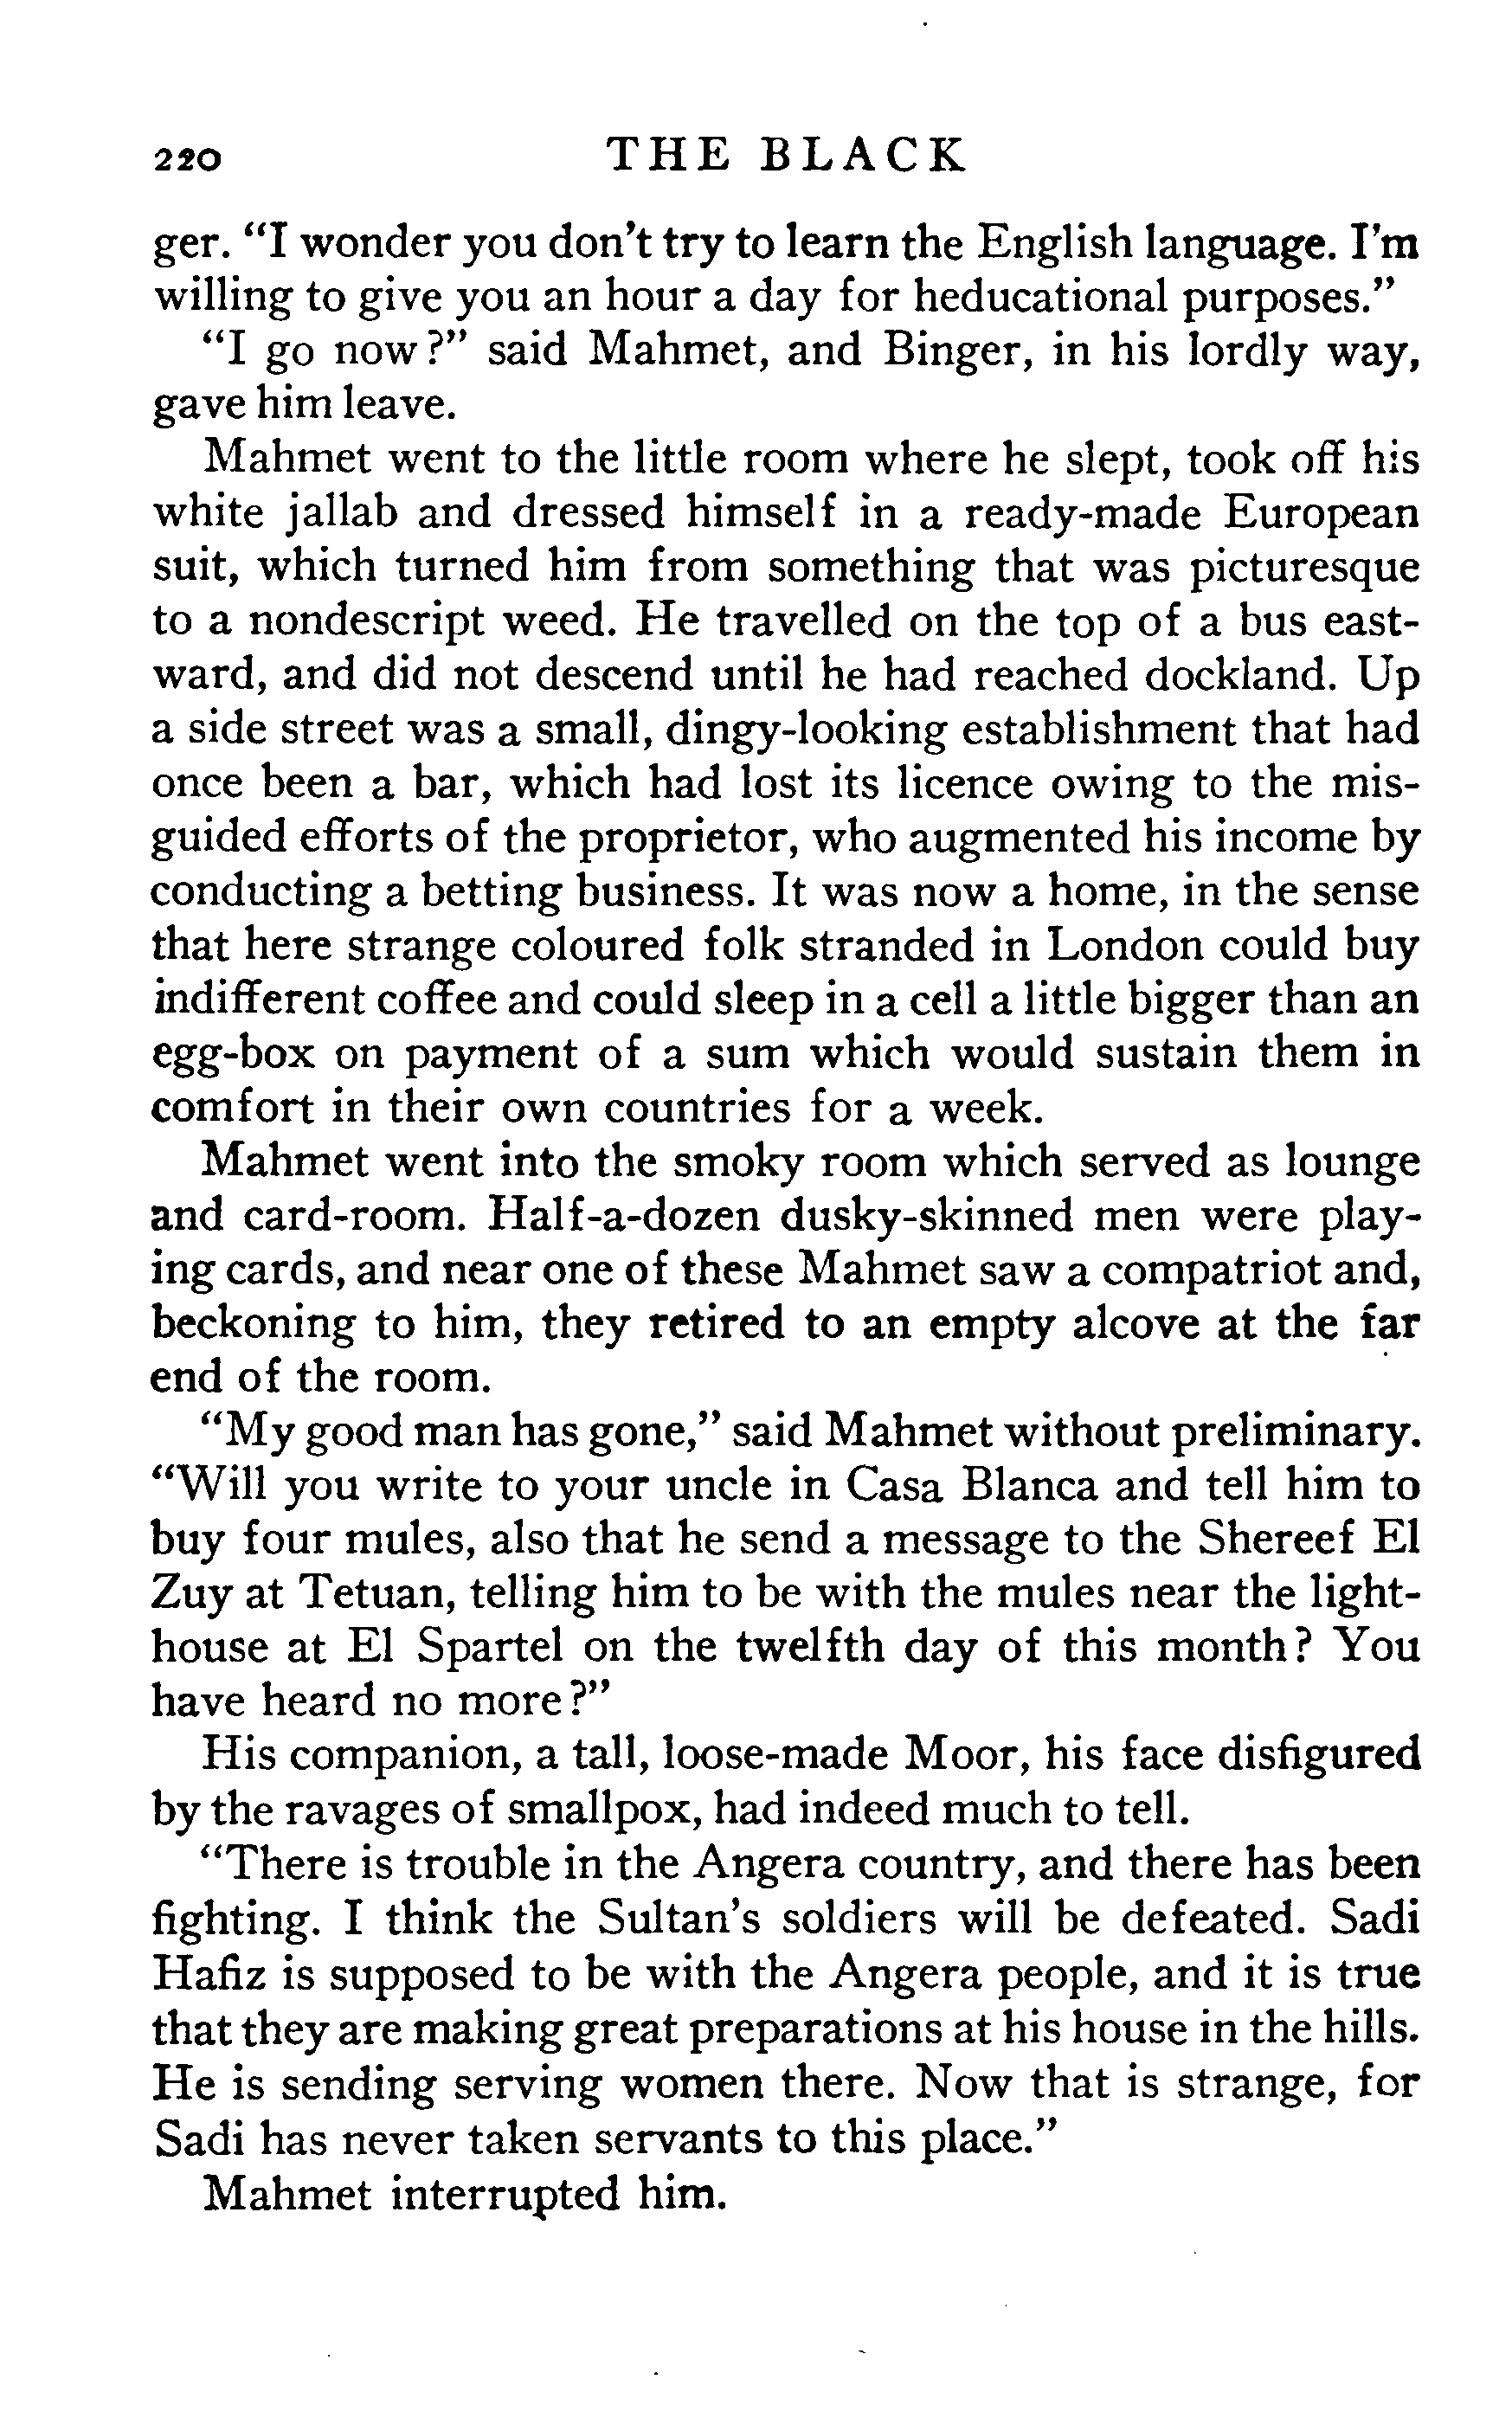 220 THE BLACK
ger. “I wonder you don't try to learn the English language. I'm
willing to give you an hour a day for heducational purposes.”
“I go now?” said Mahmet, and Binger, in his lordly way,
gave him leave.
Mahmet went to the little room where he slept, took off his
white jallab and dressed himself in a ready-made European
suit, which turned him from something that was picturesque
to a nondescript weed. He travelled on the top of a bus east-
ward, and did not descend until he had reached dockland. Up
a side street was a small, dingy-looking establishment that had
once been a bar, which had lost its licence owing to the mis-
guided efforts of the proprietor, who augmented his income by
conducting a betting business. It was now a home, in the sense
that here strange coloured folk stranded in London could buy
indifferent coffee and could sleep in a cell a little bigger than an
egg-box on payment of a sum which would sustain them in
comfort in their own countries for a week.
Mahmet went into the smoky room which served as lounge
and card-room. Half-a-dozen dusky-skinned men were play-
ing cards, and near one of these Mahmet saw a compatriot and,
beckoning to him, they retired to an empty alcove at the far
end of the room.
“My good man has gone,” said Mahmet without preliminary.
“Will you write to your uncle in Casa Blanca and tell him to
buy four mules, also that he send a message to the Shereef El
Zuy at Tetuan, telling him to be with the mules near the light-
house at El Spartel on the twelfth day of this month? You
have heard no more?”
His companion, a tall, loose-made Moor, his face disfigured
by the ravages of smallpox, had indeed much to tell.
“There is trouble in the Angera country, and there has been
fighting. I think the Sultan's soldiers will be defeated. Sadi
Hafiz is supposed to be with the Angera people, and it is true
that they are making great preparations at his house in the hills.
He is sending serving women there. Now that is strange, for
Sadi has never taken servants to this place.”
Mahmet interrupted him.